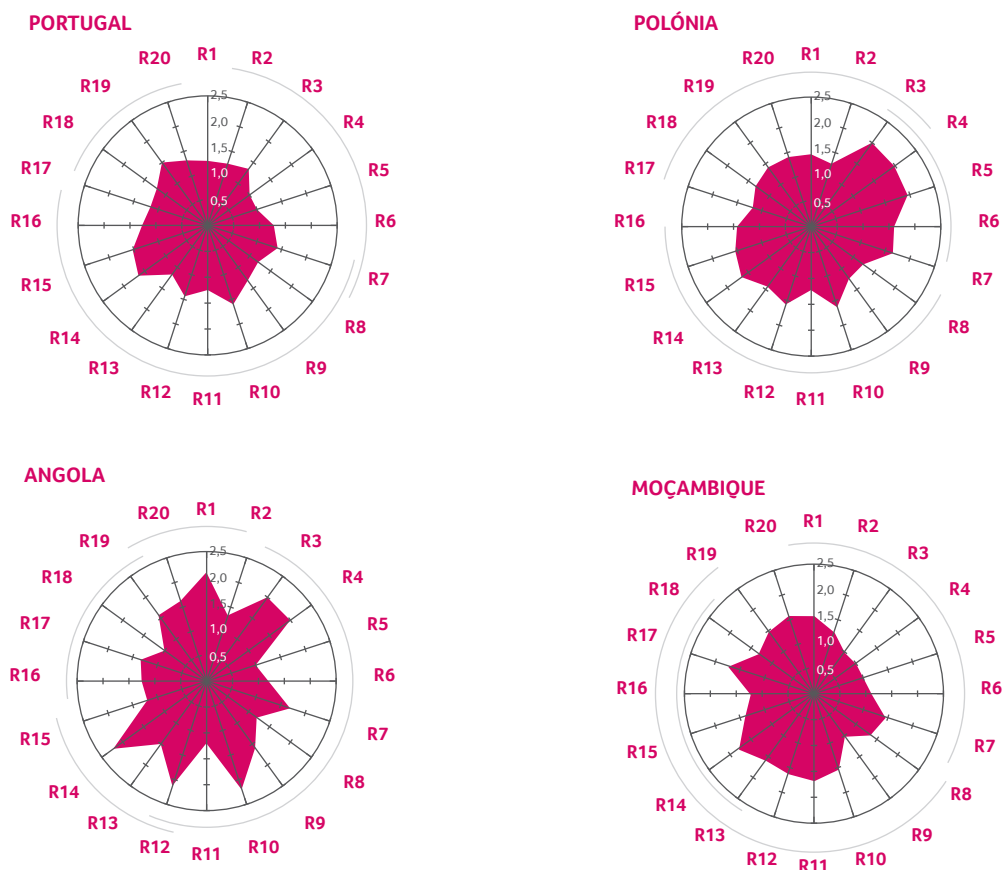 PORTUGAL
R1
R2
R3
R4
R5
R6
R7
R8
R9
R10
R11
R12
R13
R14
R15
R16
R17
R18
R19
R20
2,5
2,0
1,5
1,0
0,5
POLÓNIA
R1
R2
R3
R4
R5
R6
R7
R8
R9
R10
R11
R12
R13
R14
R15
R16
R17
R18
R19
R20
2,5
2,0
1,5
1,0
0,5
ANGOLA
R1
R2
R3
R4
R5
R6
R7
R8
R9
R10
R11
R12
R13
R14
R15
R16
R17
R18
R19
R20
2,5
2,0
1,5
1,0
0,5
MOÇAMBIQUE
R1
R2
R3
R4
R5
R6
R7
R8
R9
R10
R11
R12
R13
R14
R15
R16
R17
R18
R19
R20
2,5
2,0
1,5
1,0
0,5